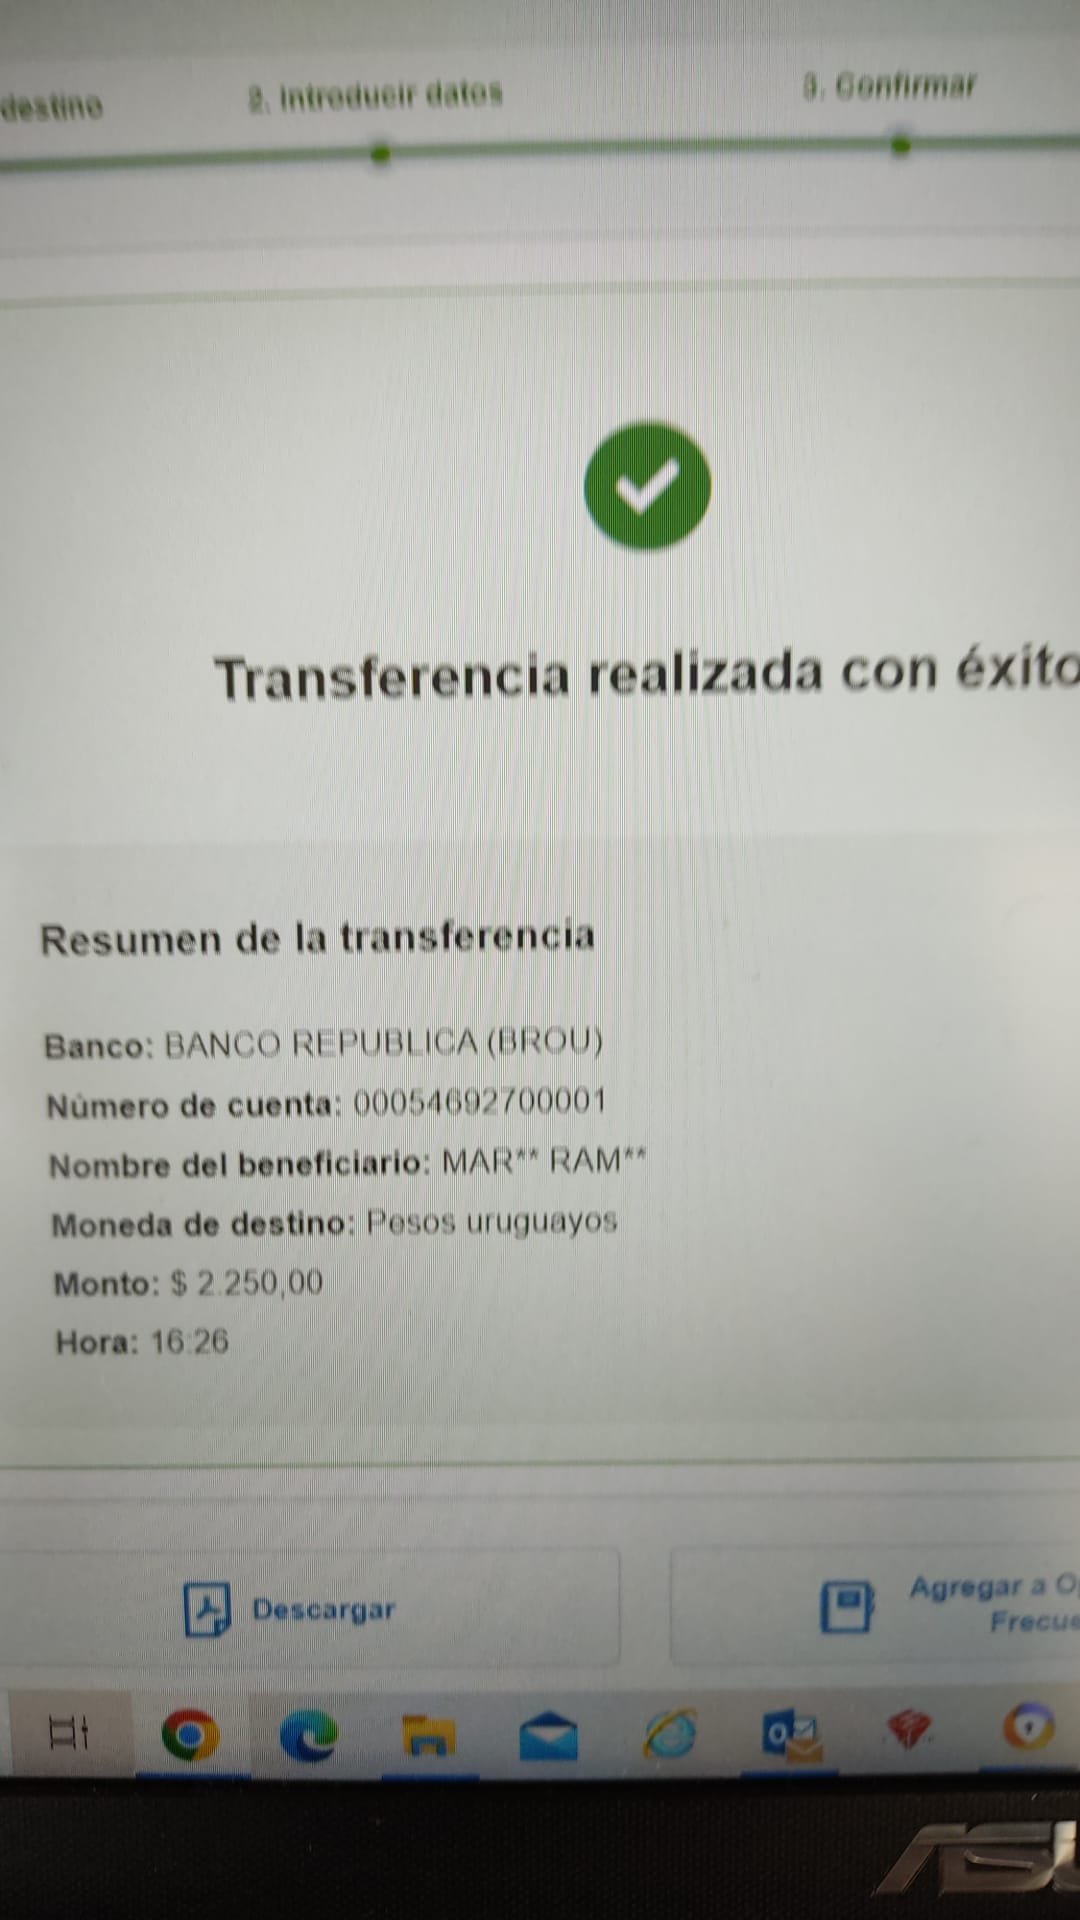 destino
2. Introducir datos
3. Confirmar
Transferencia realizada con éxito
Resumen de la transferencia
Banco: BANCO REPUBLICA (BROU)
Número de cuenta: 00054692700001
Nombre del beneficiario: MAR** RAM**
Moneda de destino: Pesos uruguayos
Monto: $ 2.250,00
Hora: 16:26
Descargar
Agregar a